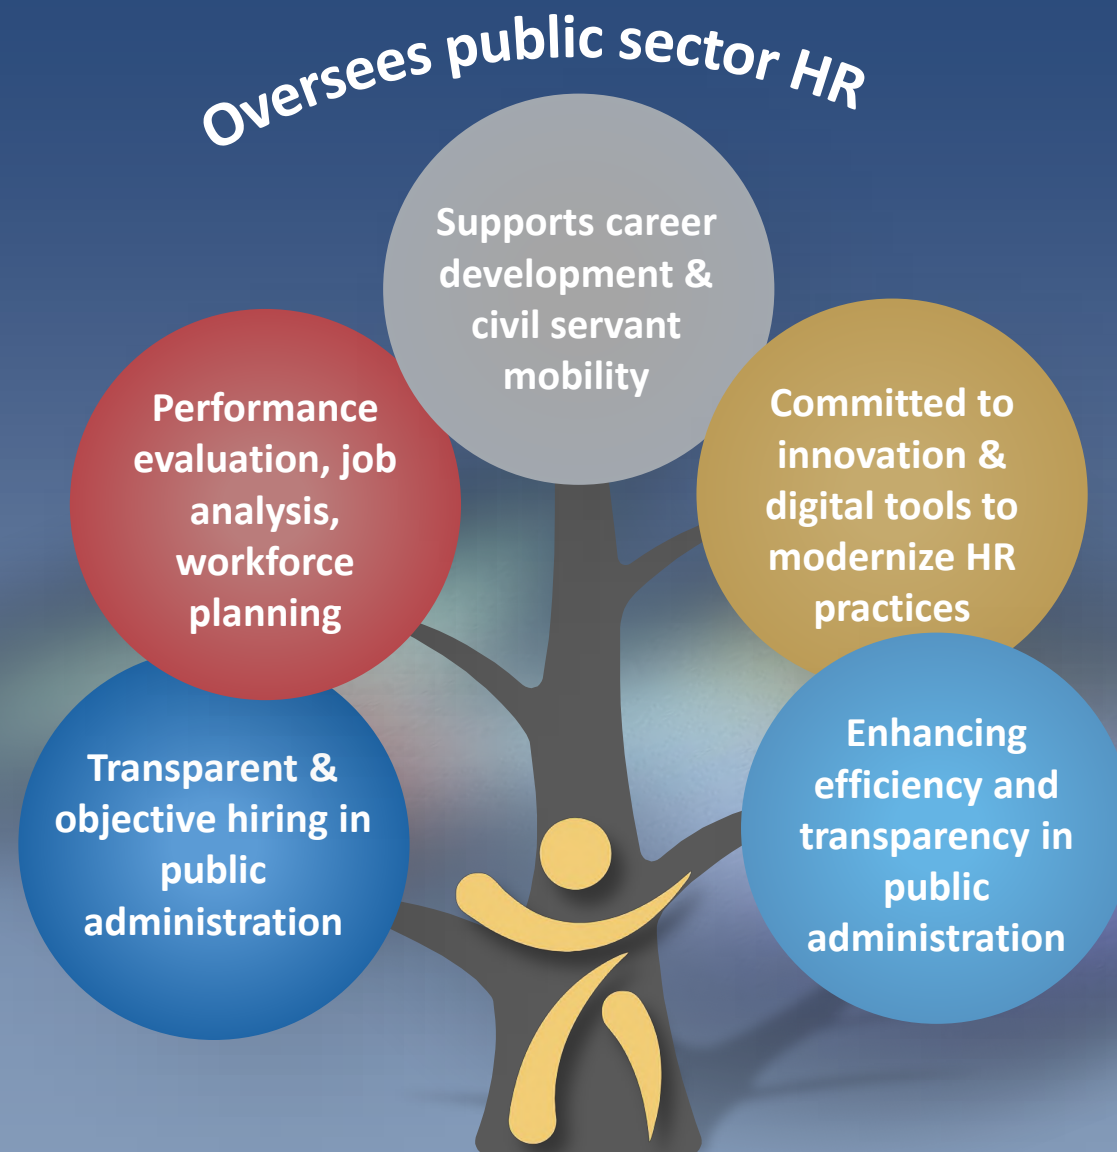 Oversees public sector HR
Supports career
development &
civil servant
mobility
Performance
evaluation, job
analysis,
workforce
planning
Committed to
innovation &
digital tools to
modernize HR
practices
Transparent &
objective hiring in
public
administration
Enhancing
efficiency and
transparency in
public
administration